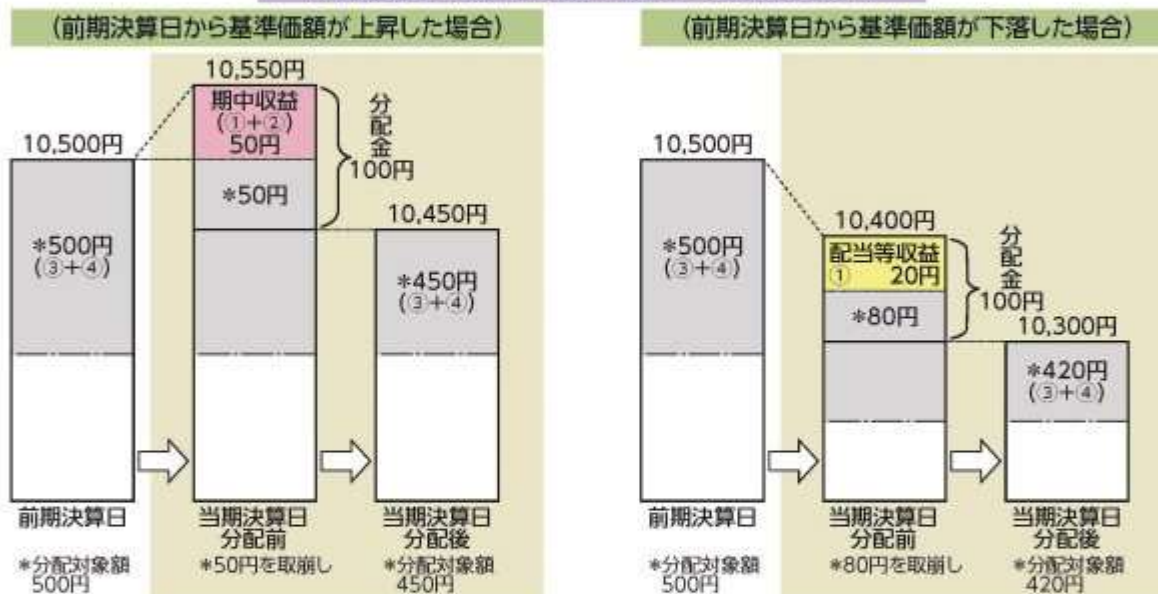 (前期決算日から基準価額が上昇した場合)
10,550円
期中収益
(①+②)
50円
分配金
100円
10,500円
*50円
10,450円
*500円
(③+④)
*450円
(③+④)
前期決算日
当期決算日
分配前
当期決算日
分配後
*分配対象額
500円
*50円を取崩し
*分配対象額
450円
(前期決算日から基準価額が下落した場合)
10,500円
10,400円
*500円
(③+④)
配当等収益
① 20円
分配金
100円
*80円
10,300円
*420円
(③+④)
前期決算日
当期決算日
分配前
当期決算日
分配後
*分配対象額
500円
*80円を取崩し
*分配対象額
420円